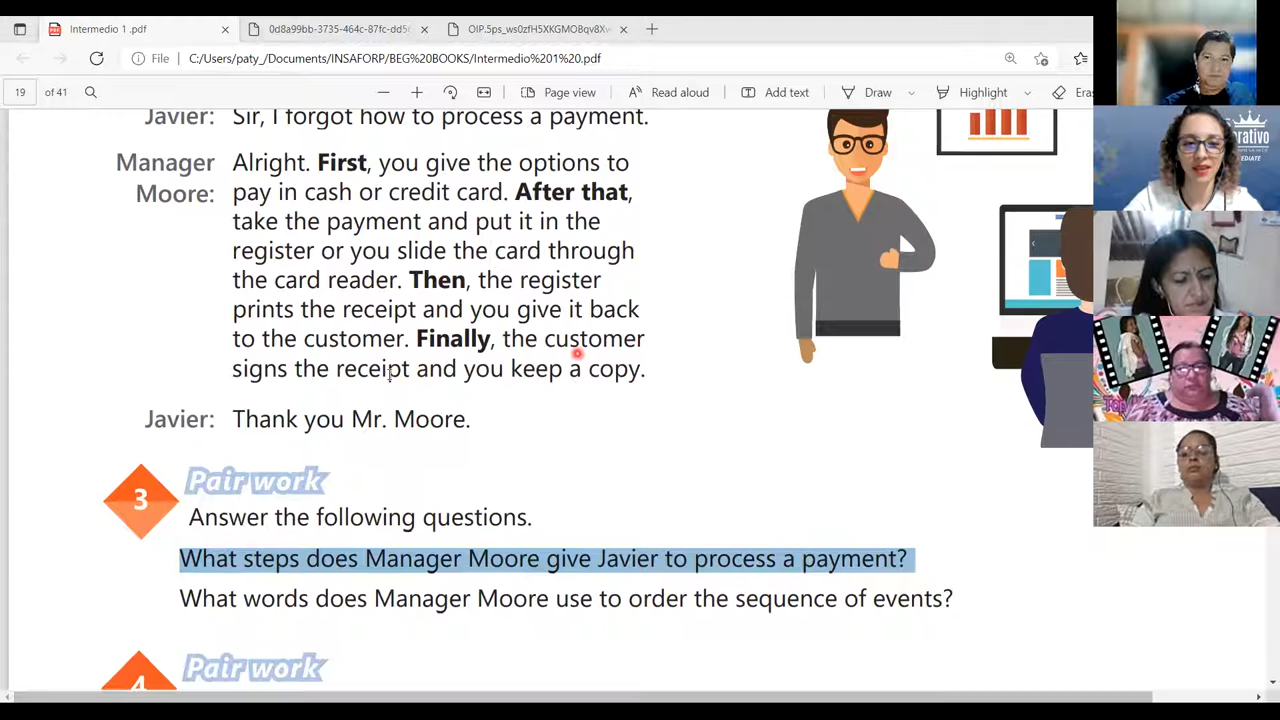 Intermedio 1 .pdf
0d8a99bb-3735-464c-87fc-dd5
OIP.5ps_ws0zfH5XKGMOBqv8X
File
C:/Users/paty_/Documents/INSAFORP/BEG%20BOOKS/Intermedio%201%20.pdf
19 of 41
Page view
Read aloud
Add text
Draw
Highlight
Eras
Javier: Sir, I forgot how to process a payment.
Manager Alright. First, you give the options to
Moore: pay in cash or credit card. After that,
take the payment and put it in the
register or you slide the card through
the card reader. Then, the register
prints the receipt and you give it back
to the customer. Finally, the customer
signs the receipt and you keep a copy.
Javier: Thank you Mr. Moore.
3 Pair work
Answer the following questions.
What steps does Manager Moore give Javier to process a payment?
What words does Manager Moore use to order the sequence of events?
4 Pair work
orativo
EDIATE